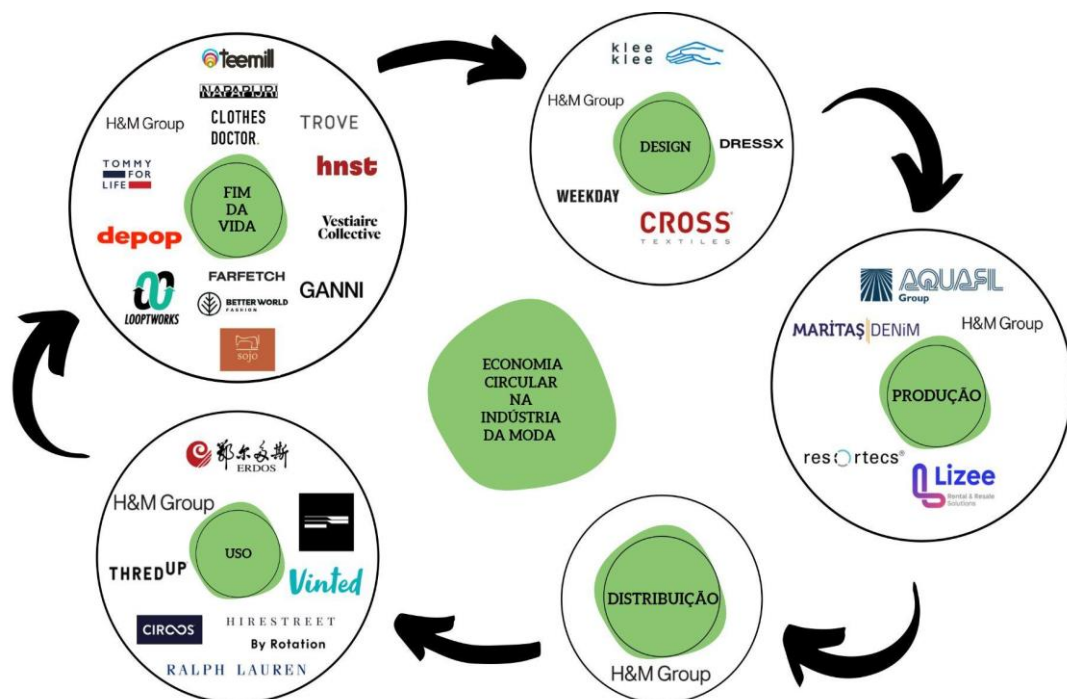 teemill
NAPAPIJRI
H&M Group
CLOTHES
DOCTOR.
TROVE
TOMMY
FOR
LIFE
hnst
FIM
DA
VIDA
depop
Vestiaire
Collective
LOOPTWORKS
FARFETCH
BETTER WORLD
FASHION
GANNI
sojo
klee
klee
H&M Group
DESIGN
DRESSX
WEEKDAY
CROSS
TEXTILES
AQUAFIL
Group
MARİTAŞ DENiM
H&M Group
PRODUÇÃO
resortecs®
Lizee
Rental & Resale
Solutions
ECONOMIA
CIRCULAR
NA
INDÚSTRIA
DA MODA
DISTRIBUIÇÃO
H&M Group
鄂尔多斯
ERDOS
H&M Group
USO
THREDUP
Vinted
CIRCOS
HIRESTREET
By Rotation
RALPH LAUREN